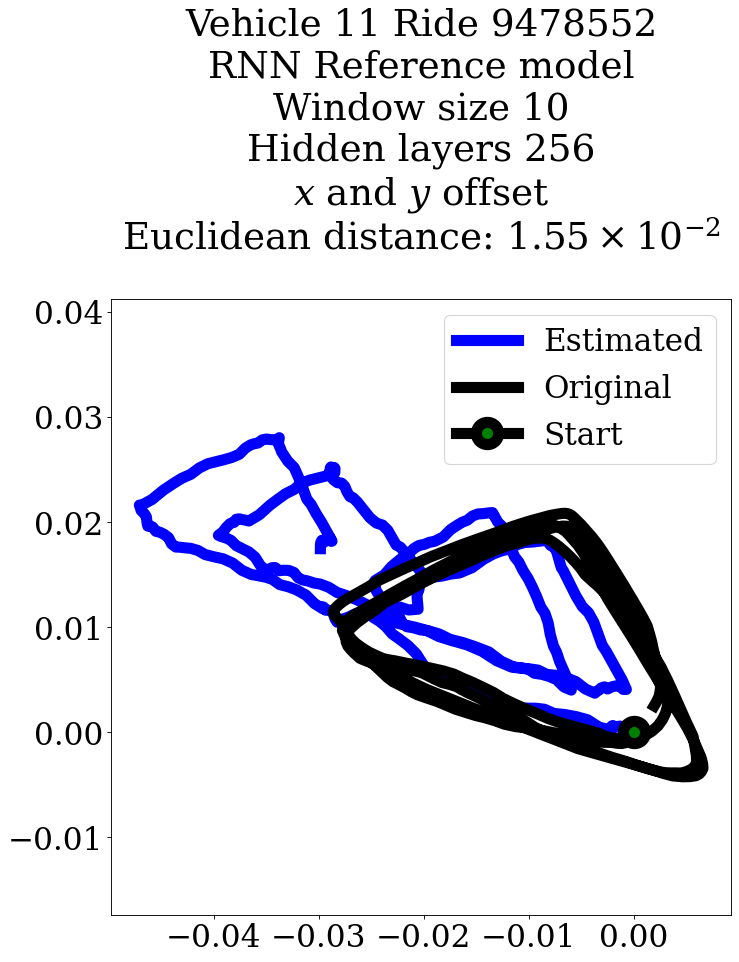 Vehicle 11 Ride 9478552
RNN Reference model
Window size 10
Hidden layers 256
x and y offset
Euclidean distance: 1.55 × 10⁻²
0.04
0.03
0.02
0.01
0.00
−0.01
Estimated
Original
Start
−0.04 −0.03 −0.02 −0.01 0.00